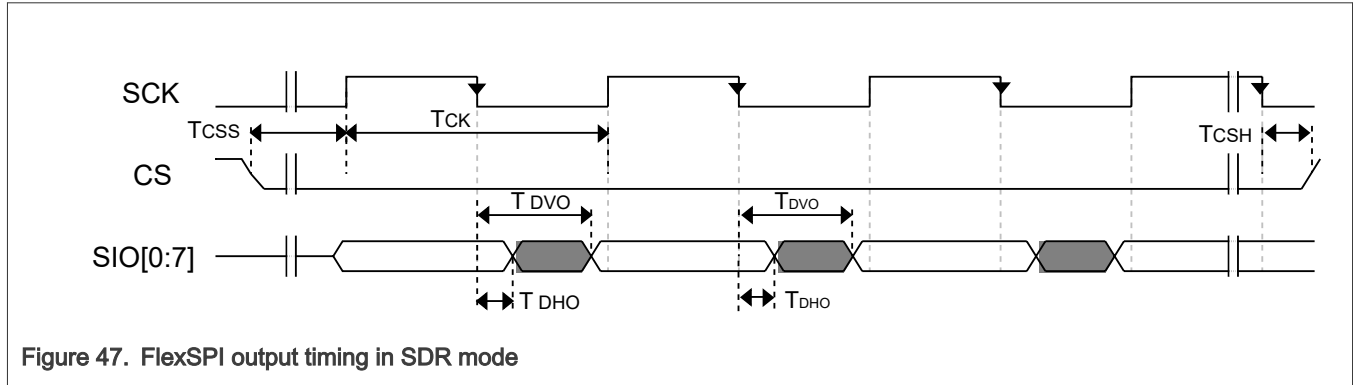 SCK
TCSS
TCK
TCSH
CS
T DVO
TDVO
SIO[0:7]
T DHO
TDHO
Figure 47. FlexSPI output timing in SDR mode